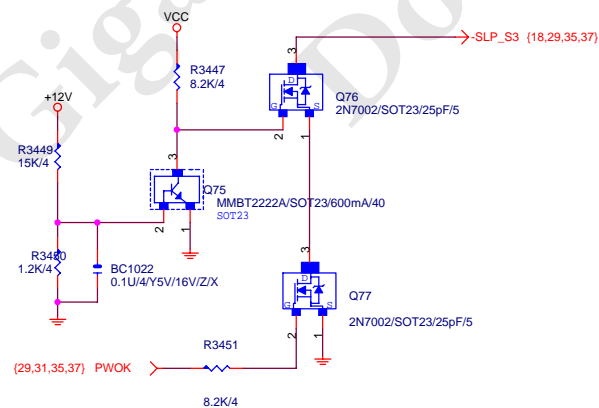 VCC
-SLP_S3 {18,29,35,37}
3
R3447
8.2K/4
D
Q76
2N7002/SOT23/25pF/5
G
S
+12V
2
1
R3449
15K/4
3
Q75
MMBT2222A/SOT23/600mA/40
SOT23
2
1
3
R3450
1.2K/4
BC1022
0.1U/4/Y5V/16V/Z/X
D
Q77
G
S
2N7002/SOT23/25pF/5
2
1
R3451
{29,31,35,37} PWOK
8.2K/4
Giga
Do